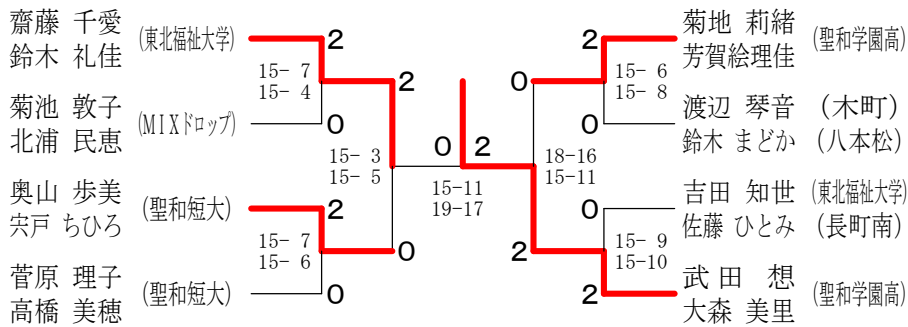 齋藤 千愛
鈴木 礼佳
(東北福祉大学)
2
15- 7
15- 4
菊池 敦子
北浦 民恵
(MIXドロップ)
0
2
15- 3
15- 5
奥山 歩美
宍戸 ちひろ
(聖和短大)
2
15- 7
15- 6
0
菅原 理子
高橋 美穂
(聖和短大)
0
0 2
15-11
19-17
菊地 莉緒
芳賀絵理佳
(聖和学園高)
2
0
15- 6
15- 8
渡辺 琴音 (木町)
鈴木 まどか (八本松)
0
18-16
15-11
吉田 知世 (東北福祉大学)
佐藤 ひとみ (長町南)
0
2
15- 9
15-10
武田 想
大森 美里
(聖和学園高)
2